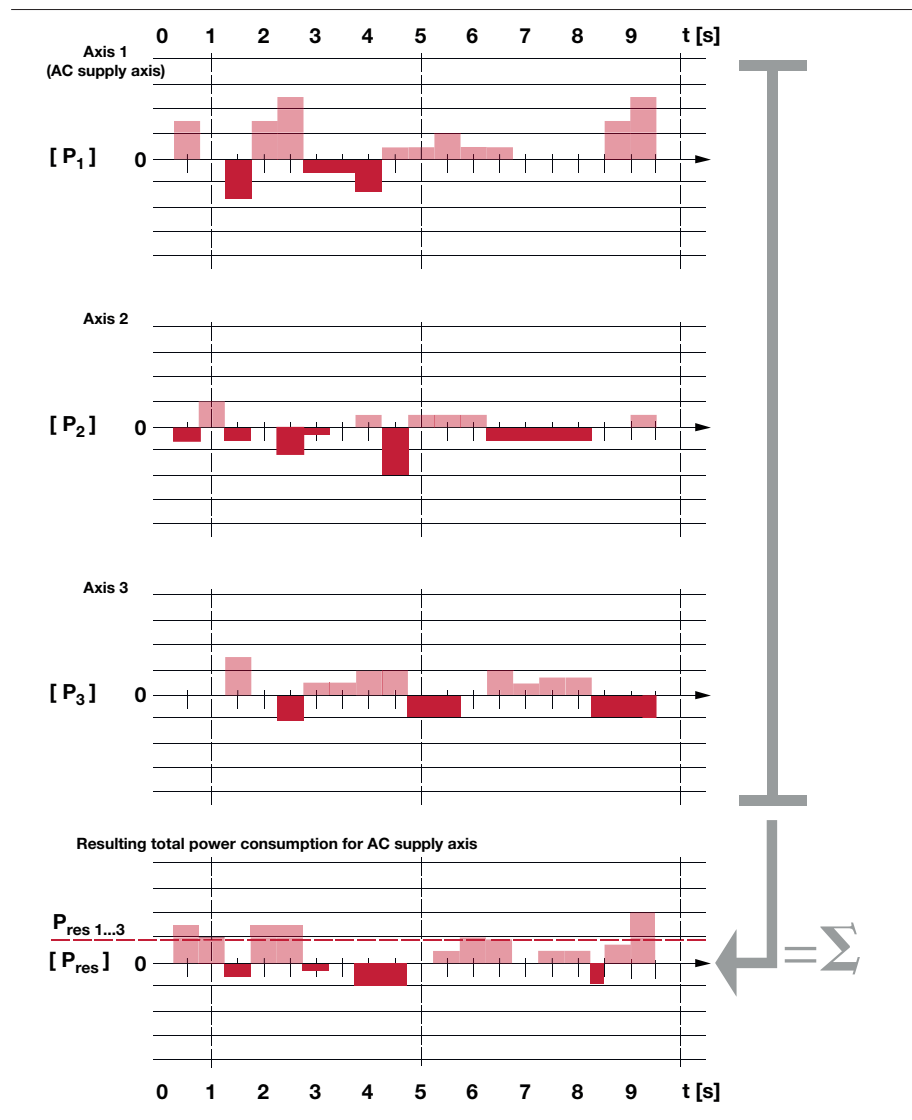 0 1 2 3 4 5 6 7 8 9 t [s]
Axis 1
(AC supply axis)
[ P1 ] 0
Axis 2
[ P2 ] 0
Axis 3
[ P3 ] 0
Resulting total power consumption for AC supply axis
Pres 1...3
[ Pres ] 0
=Σ
0 1 2 3 4 5 6 7 8 9 t [s]